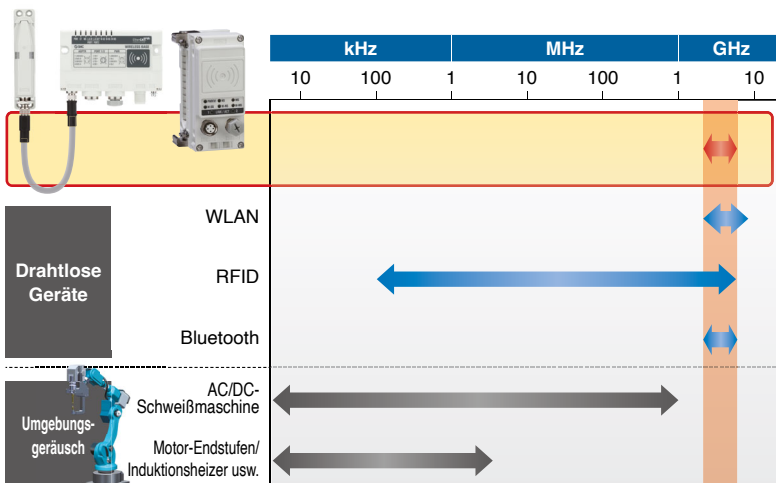 kHz MHz GHz
10 100 1 10 100 1 10
WLAN
Drahtlose
Geräte
RFID
Bluetooth
Umgebungs-
geräusch
AC/DC-
Schweißmaschine
Motor-Endstufen/
Induktionsheizer usw.